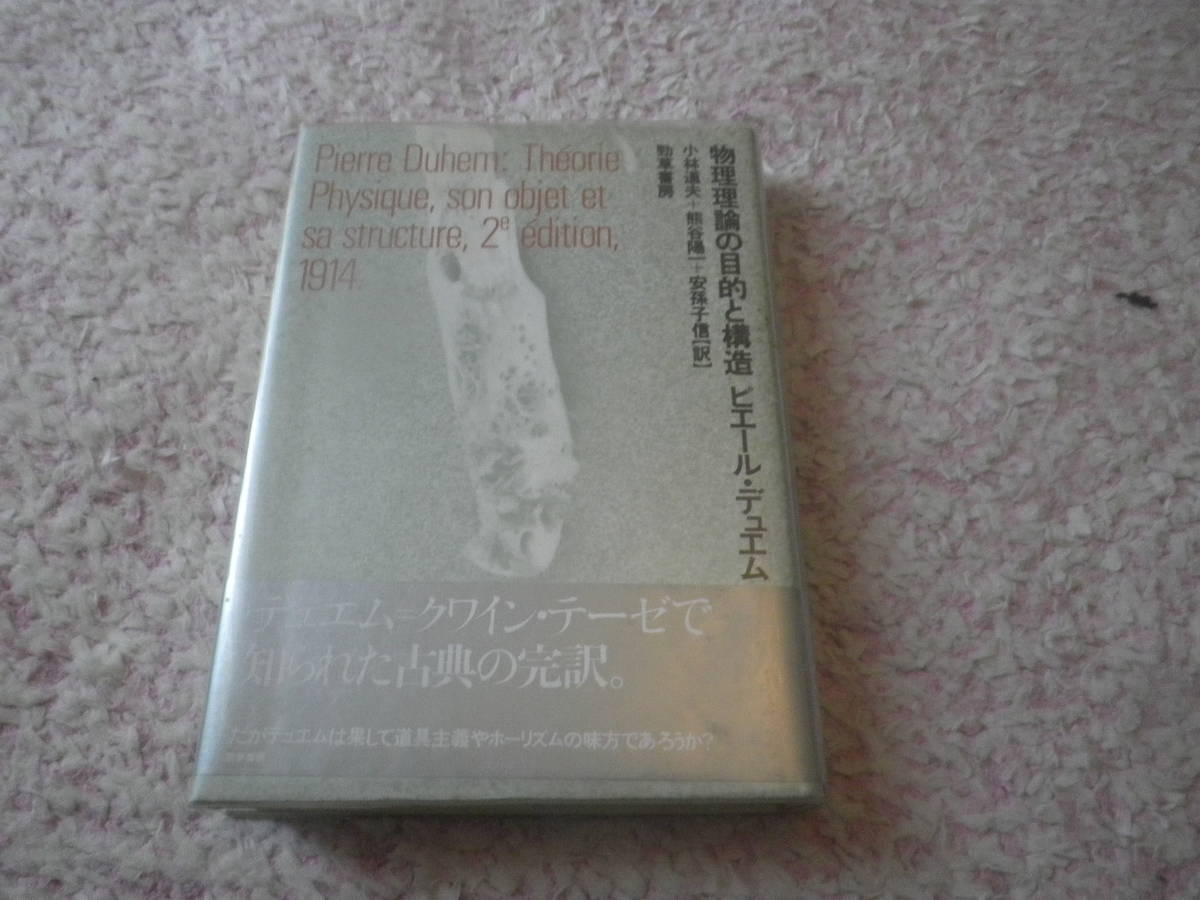 Pierre Duhem: Théorie
Physique, son objet et
sa structure, 2e édition,
1914
物理理論の目的と構造 ピエール・デュエム
小林道夫+熊谷陽一+安孫子信[訳]
勁草書房
デュエム=クワイン・テーゼで
知られた古典の完訳。
だがデュエムは果して道具主義やホーリズムの味方であろうか?